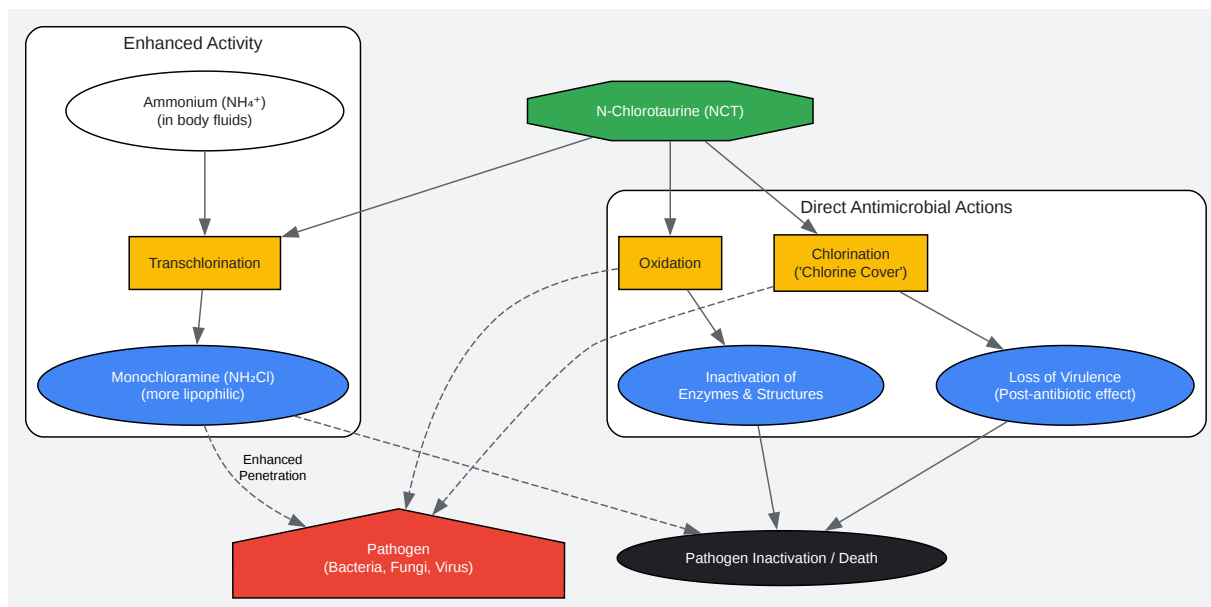 Enhanced Activity
Ammonium (NH₄⁺)
(in body fluids)
N-Chlorotaurine (NCT)
Direct Antimicrobial Actions
Transchlorination
Oxidation
Chlorination
('Chlorine Cover')
Monochloramine (NH₂Cl)
(more lipophilic)
Inactivation of
Enzymes & Structures
Loss of Virulence
(Post-antibiotic effect)
Enhanced
Penetration
Pathogen
(Bacteria, Fungi, Virus)
Pathogen Inactivation / Death